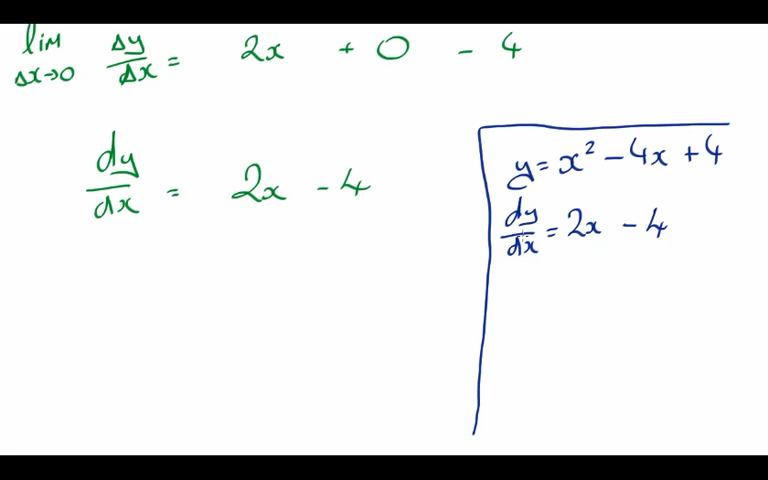 lim Δx→0 Δy/Δx = 2x + 0 - 4
dy/dx = 2x - 4
y = x² - 4x + 4
dy/dx = 2x - 4